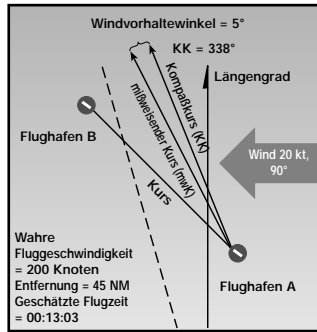 Windvorhaltewinkel = 5°
KK = 338°
Längengrad
Kompaßkurs (KK)
mißweisender Kurs (mwK)
Flughafen B
Wind 20 kt,
90°
Kurs
Wahre
Fluggeschwindigkeit
= 200 Knoten
Entfernung = 45 NM
Geschätzte Flugzeit
= 00:13:03
Flughafen A